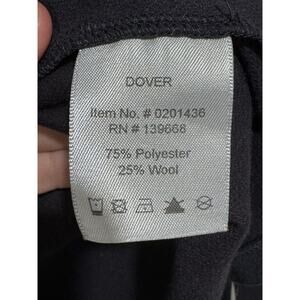 DOVER
Item No. # 0201436
RN # 139668
75% Polyester
25% Wool